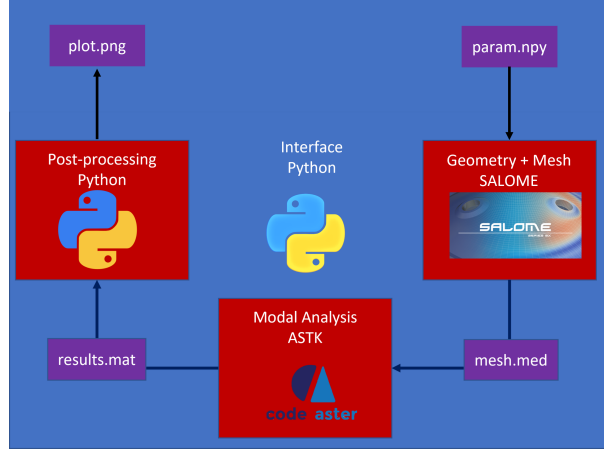 plot.png
param.npy
Post-processing
Python
Interface
Python
Geometry + Mesh
SALOME
SALOME
Modal Analysis
ASTK
results.mat
mesh.med
code aster